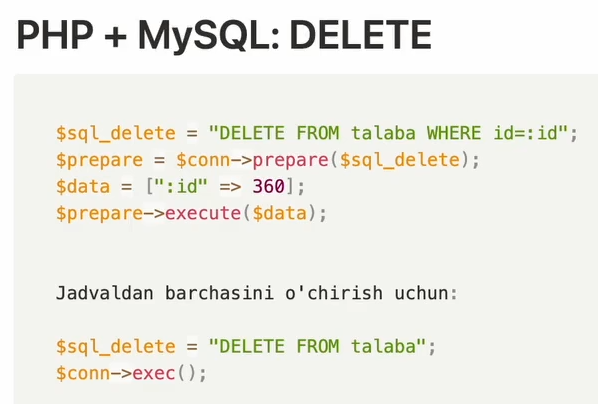 PHP + MySQL: DELETE
$sql_delete = "DELETE FROM talaba WHERE id=:id";
$prepare = $conn->prepare($sql_delete);
$data = [":id" => 360];
$prepare->execute($data);
Jadvaldan barchasini o'chirish uchun:
$sql_delete = "DELETE FROM talaba";
$conn->exec();